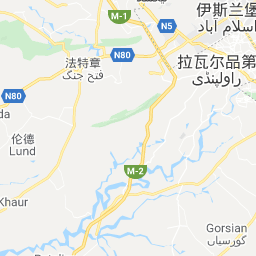 伊斯兰堡
اسلام آباد
M-1
N5
N80
拉瓦尔品第
راولپنڈی
法特章
فتح جنگ
N80
伦德
Lund
M-2
Khaur
Gorsian
گورسیاں